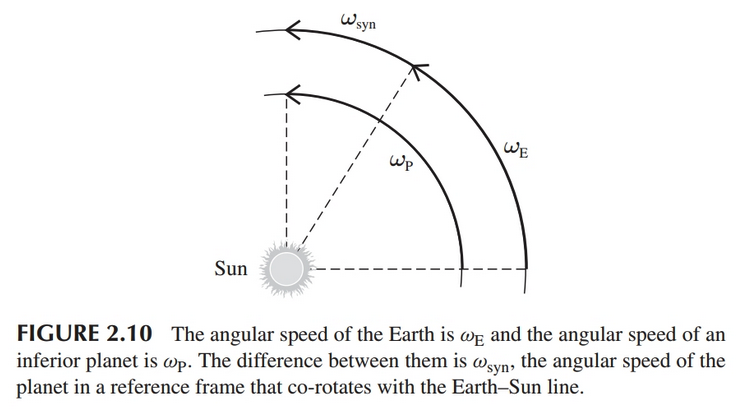 ωsyn
ωE
ωP
Sun
FIGURE 2.10 The angular speed of the Earth is ωE and the angular speed of an
inferior planet is ωP. The difference between them is ωsyn, the angular speed of the
planet in a reference frame that co-rotates with the Earth–Sun line.